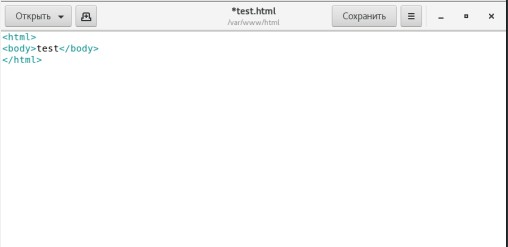 Открыть
*test.html
/var/www/html
Сохранить
<html>
<body>test</body>
</html>